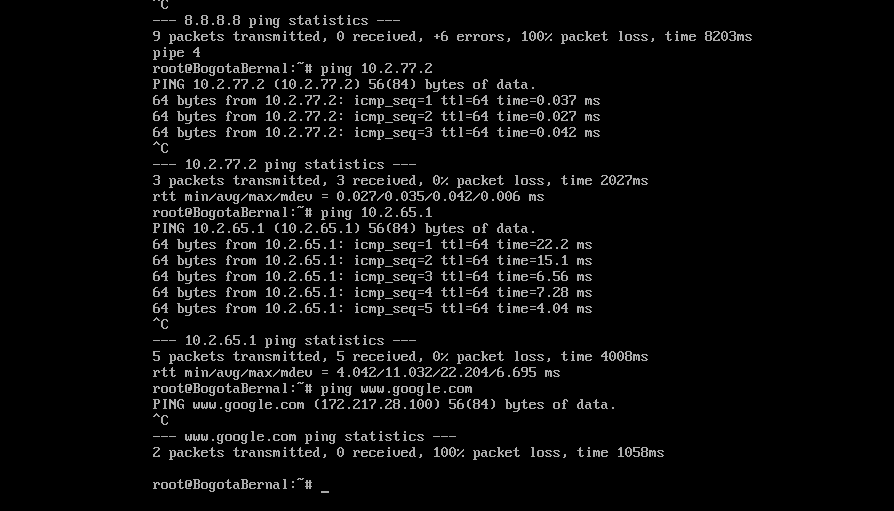 ^C
--- 8.8.8.8 ping statistics ---
9 packets transmitted, 0 received, +6 errors, 100% packet loss, time 8203ms
pipe 4
root@BogotaBernal:~# ping 10.2.77.2
PING 10.2.77.2 (10.2.77.2) 56(84) bytes of data.
64 bytes from 10.2.77.2: icmp_seq=1 ttl=64 time=0.037 ms
64 bytes from 10.2.77.2: icmp_seq=2 ttl=64 time=0.027 ms
64 bytes from 10.2.77.2: icmp_seq=3 ttl=64 time=0.042 ms
^C
--- 10.2.77.2 ping statistics ---
3 packets transmitted, 3 received, 0% packet loss, time 2027ms
rtt min/avg/max/mdev = 0.027/0.035/0.042/0.006 ms
root@BogotaBernal:~# ping 10.2.65.1
PING 10.2.65.1 (10.2.65.1) 56(84) bytes of data.
64 bytes from 10.2.65.1: icmp_seq=1 ttl=64 time=22.2 ms
64 bytes from 10.2.65.1: icmp_seq=2 ttl=64 time=15.1 ms
64 bytes from 10.2.65.1: icmp_seq=3 ttl=64 time=6.56 ms
64 bytes from 10.2.65.1: icmp_seq=4 ttl=64 time=7.28 ms
64 bytes from 10.2.65.1: icmp_seq=5 ttl=64 time=4.04 ms
^C
--- 10.2.65.1 ping statistics ---
5 packets transmitted, 5 received, 0% packet loss, time 4008ms
rtt min/avg/max/mdev = 4.042/11.032/22.204/6.695 ms
root@BogotaBernal:~# ping www.google.com
PING www.google.com (172.217.28.100) 56(84) bytes of data.
^C
--- www.google.com ping statistics ---
2 packets transmitted, 0 received, 100% packet loss, time 1058ms
root@BogotaBernal:~# _